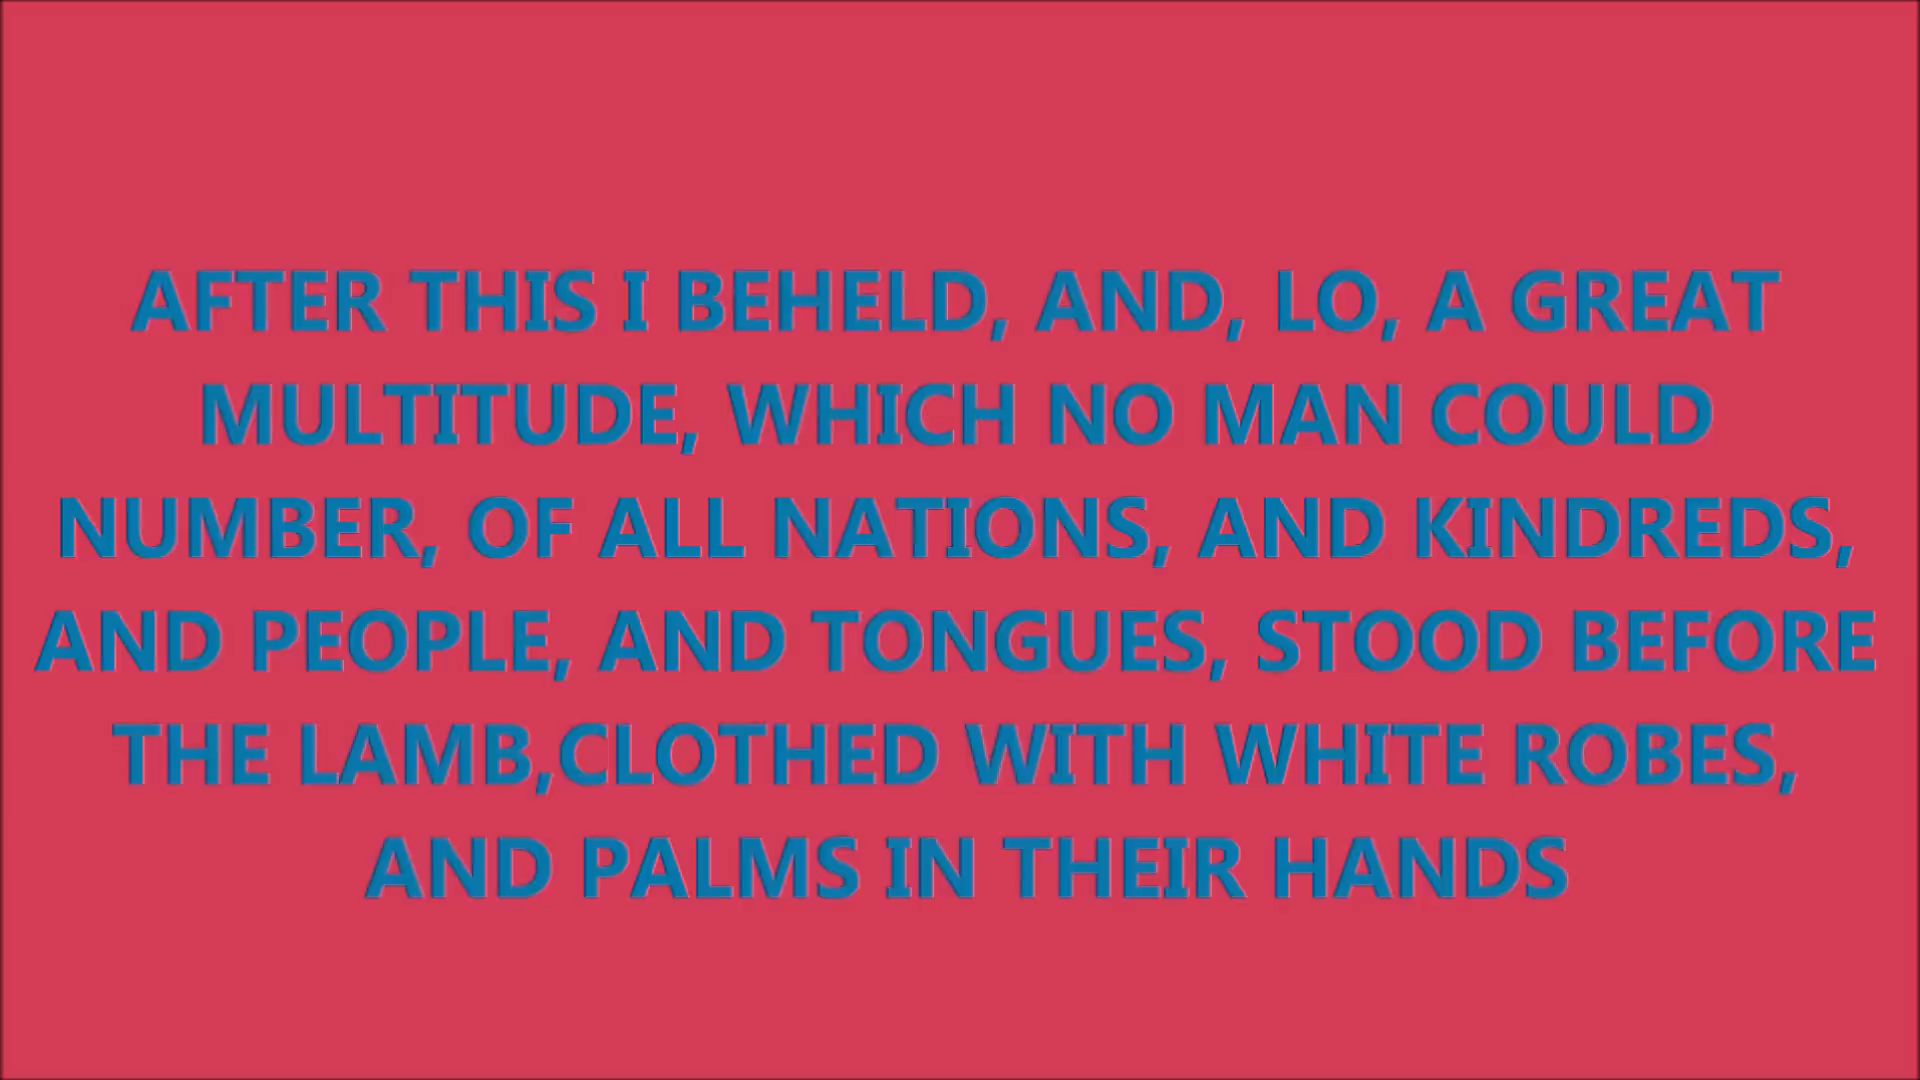 AFTER THIS I BEHELD, AND, LO, A GREAT
MULTITUDE, WHICH NO MAN COULD
NUMBER, OF ALL NATIONS, AND KINDREDS,
AND PEOPLE, AND TONGUES, STOOD BEFORE
THE LAMB,CLOTHED WITH WHITE ROBES,
AND PALMS IN THEIR HANDS